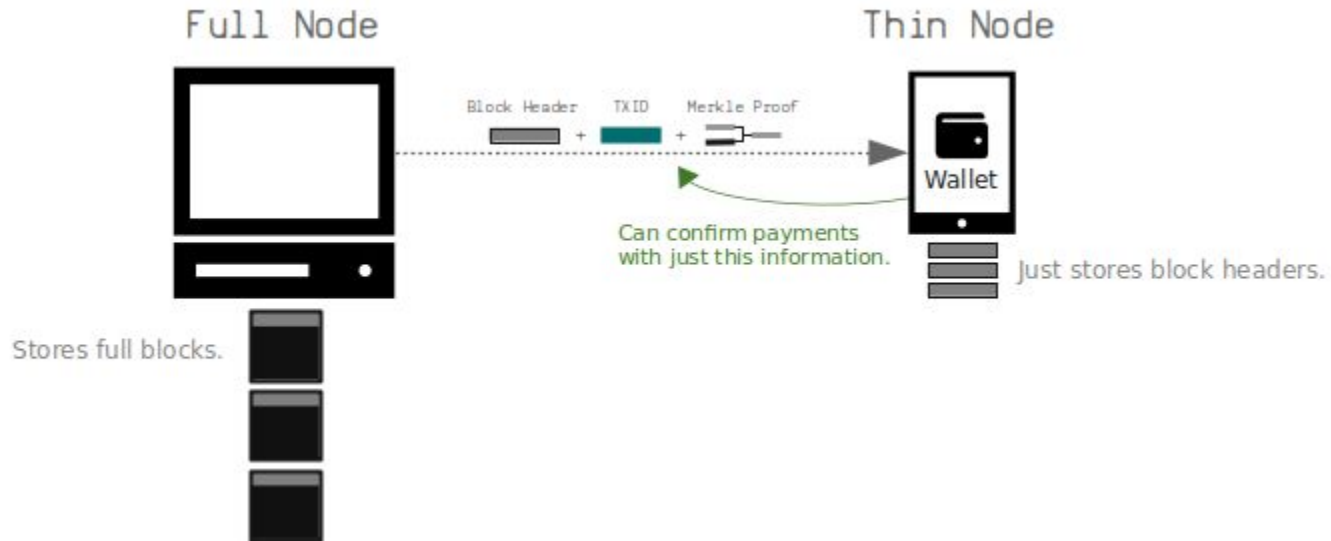 Full Node
Thin Node
Block Header
+
TXID
+
Merkle Proof
Wallet
Can confirm payments
with just this information.
Just stores block headers.
Stores full blocks.